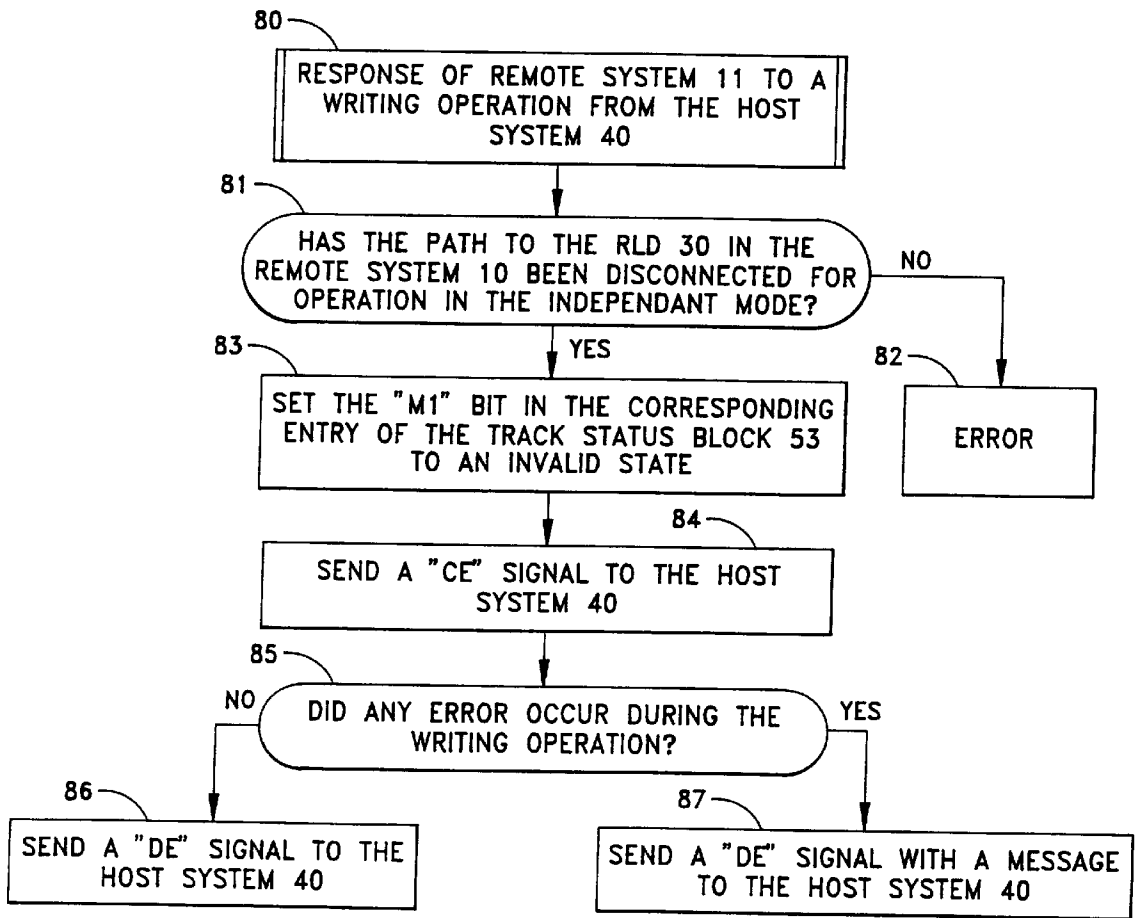 80
RESPONSE OF REMOTE SYSTEM 11 TO A
WRITING OPERATION FROM THE HOST
SYSTEM 40
81
HAS THE PATH TO THE RLD 30 IN THE
REMOTE SYSTEM 10 BEEN DISCONNECTED FOR
OPERATION IN THE INDEPENDANT MODE?
NO
YES
83
82
SET THE "M1" BIT IN THE CORRESPONDING
ENTRY OF THE TRACK STATUS BLOCK 53
TO AN INVALID STATE
ERROR
84
SEND A "CE" SIGNAL TO THE HOST
SYSTEM 40
85
NO
DID ANY ERROR OCCUR DURING THE
WRITING OPERATION?
YES
86
SEND A "DE" SIGNAL TO THE
HOST SYSTEM 40
87
SEND A "DE" SIGNAL WITH A MESSAGE
TO THE HOST SYSTEM 40